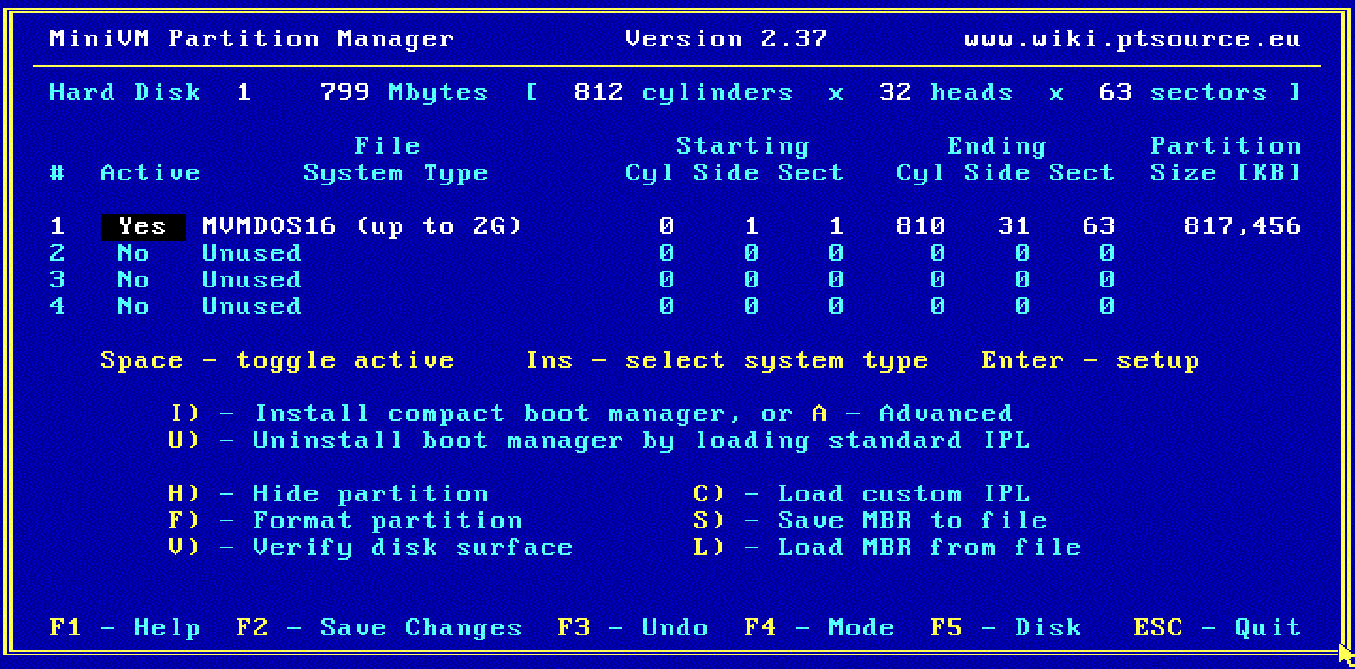 MiniVM Partition Manager Version 2.37 www.wiki.ptsource.eu
Hard Disk 1 799 Mbytes [ 812 cylinders x 32 heads x 63 sectors ]
File Starting Ending Partition
# Active System Type Cyl Side Sect Cyl Side Sect Size [KB]
1 Yes MVMDOS16 (up to 2G) 0 1 1 810 31 63 817,456
2 No Unused 0 0 0 0 0 0
3 No Unused 0 0 0 0 0 0
4 No Unused 0 0 0 0 0 0
Space - toggle active Ins - select system type Enter - setup
I) - Install compact boot manager, or A - Advanced
U) - Uninstall boot manager by loading standard IPL
H) - Hide partition C) - Load custom IPL
F) - Format partition S) - Save MBR to file
V) - Verify disk surface L) - Load MBR from file
F1 - Help F2 - Save Changes F3 - Undo F4 - Mode F5 - Disk ESC - Quit